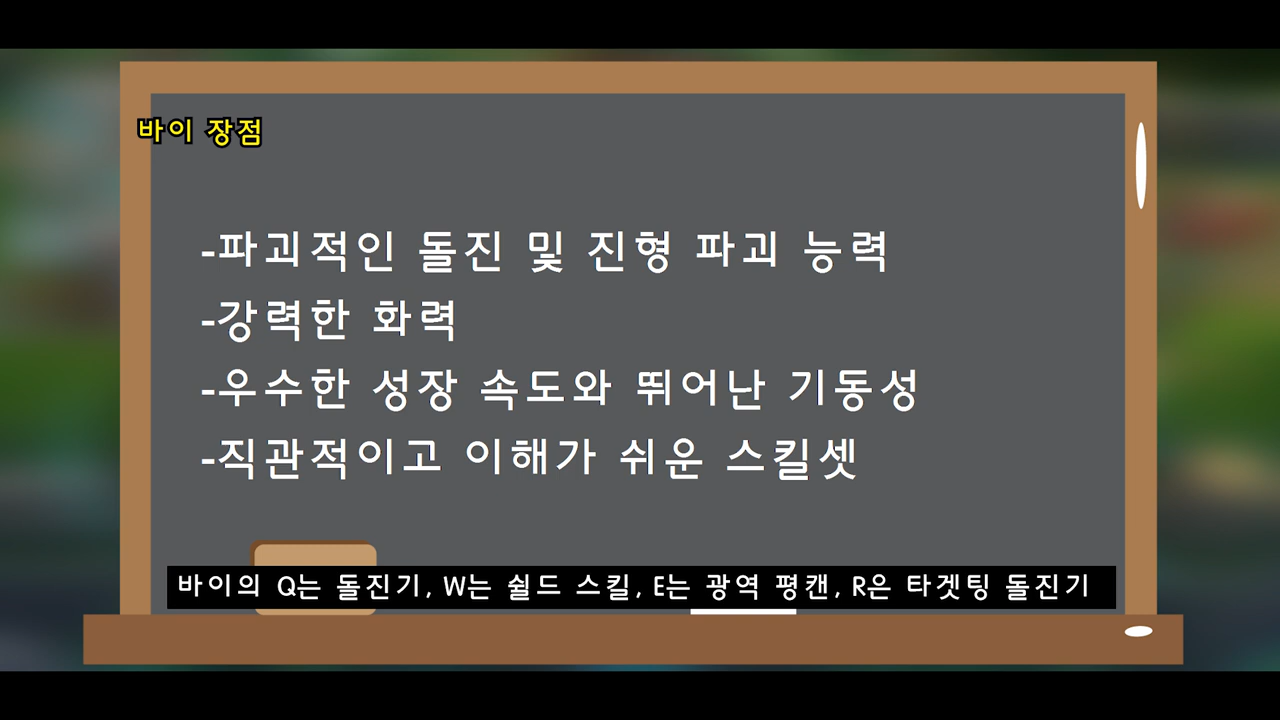 바이 장점
-파괴적인 돌진 및 진형 파괴 능력
-강력한 화력
-우수한 성장 속도와 뛰어난 기동성
-직관적이고 이해가 쉬운 스킬셋
바이의 Q는 돌진기, W는 쉴드 스킬, E는 광역 평캔, R은 타겟팅 돌진기